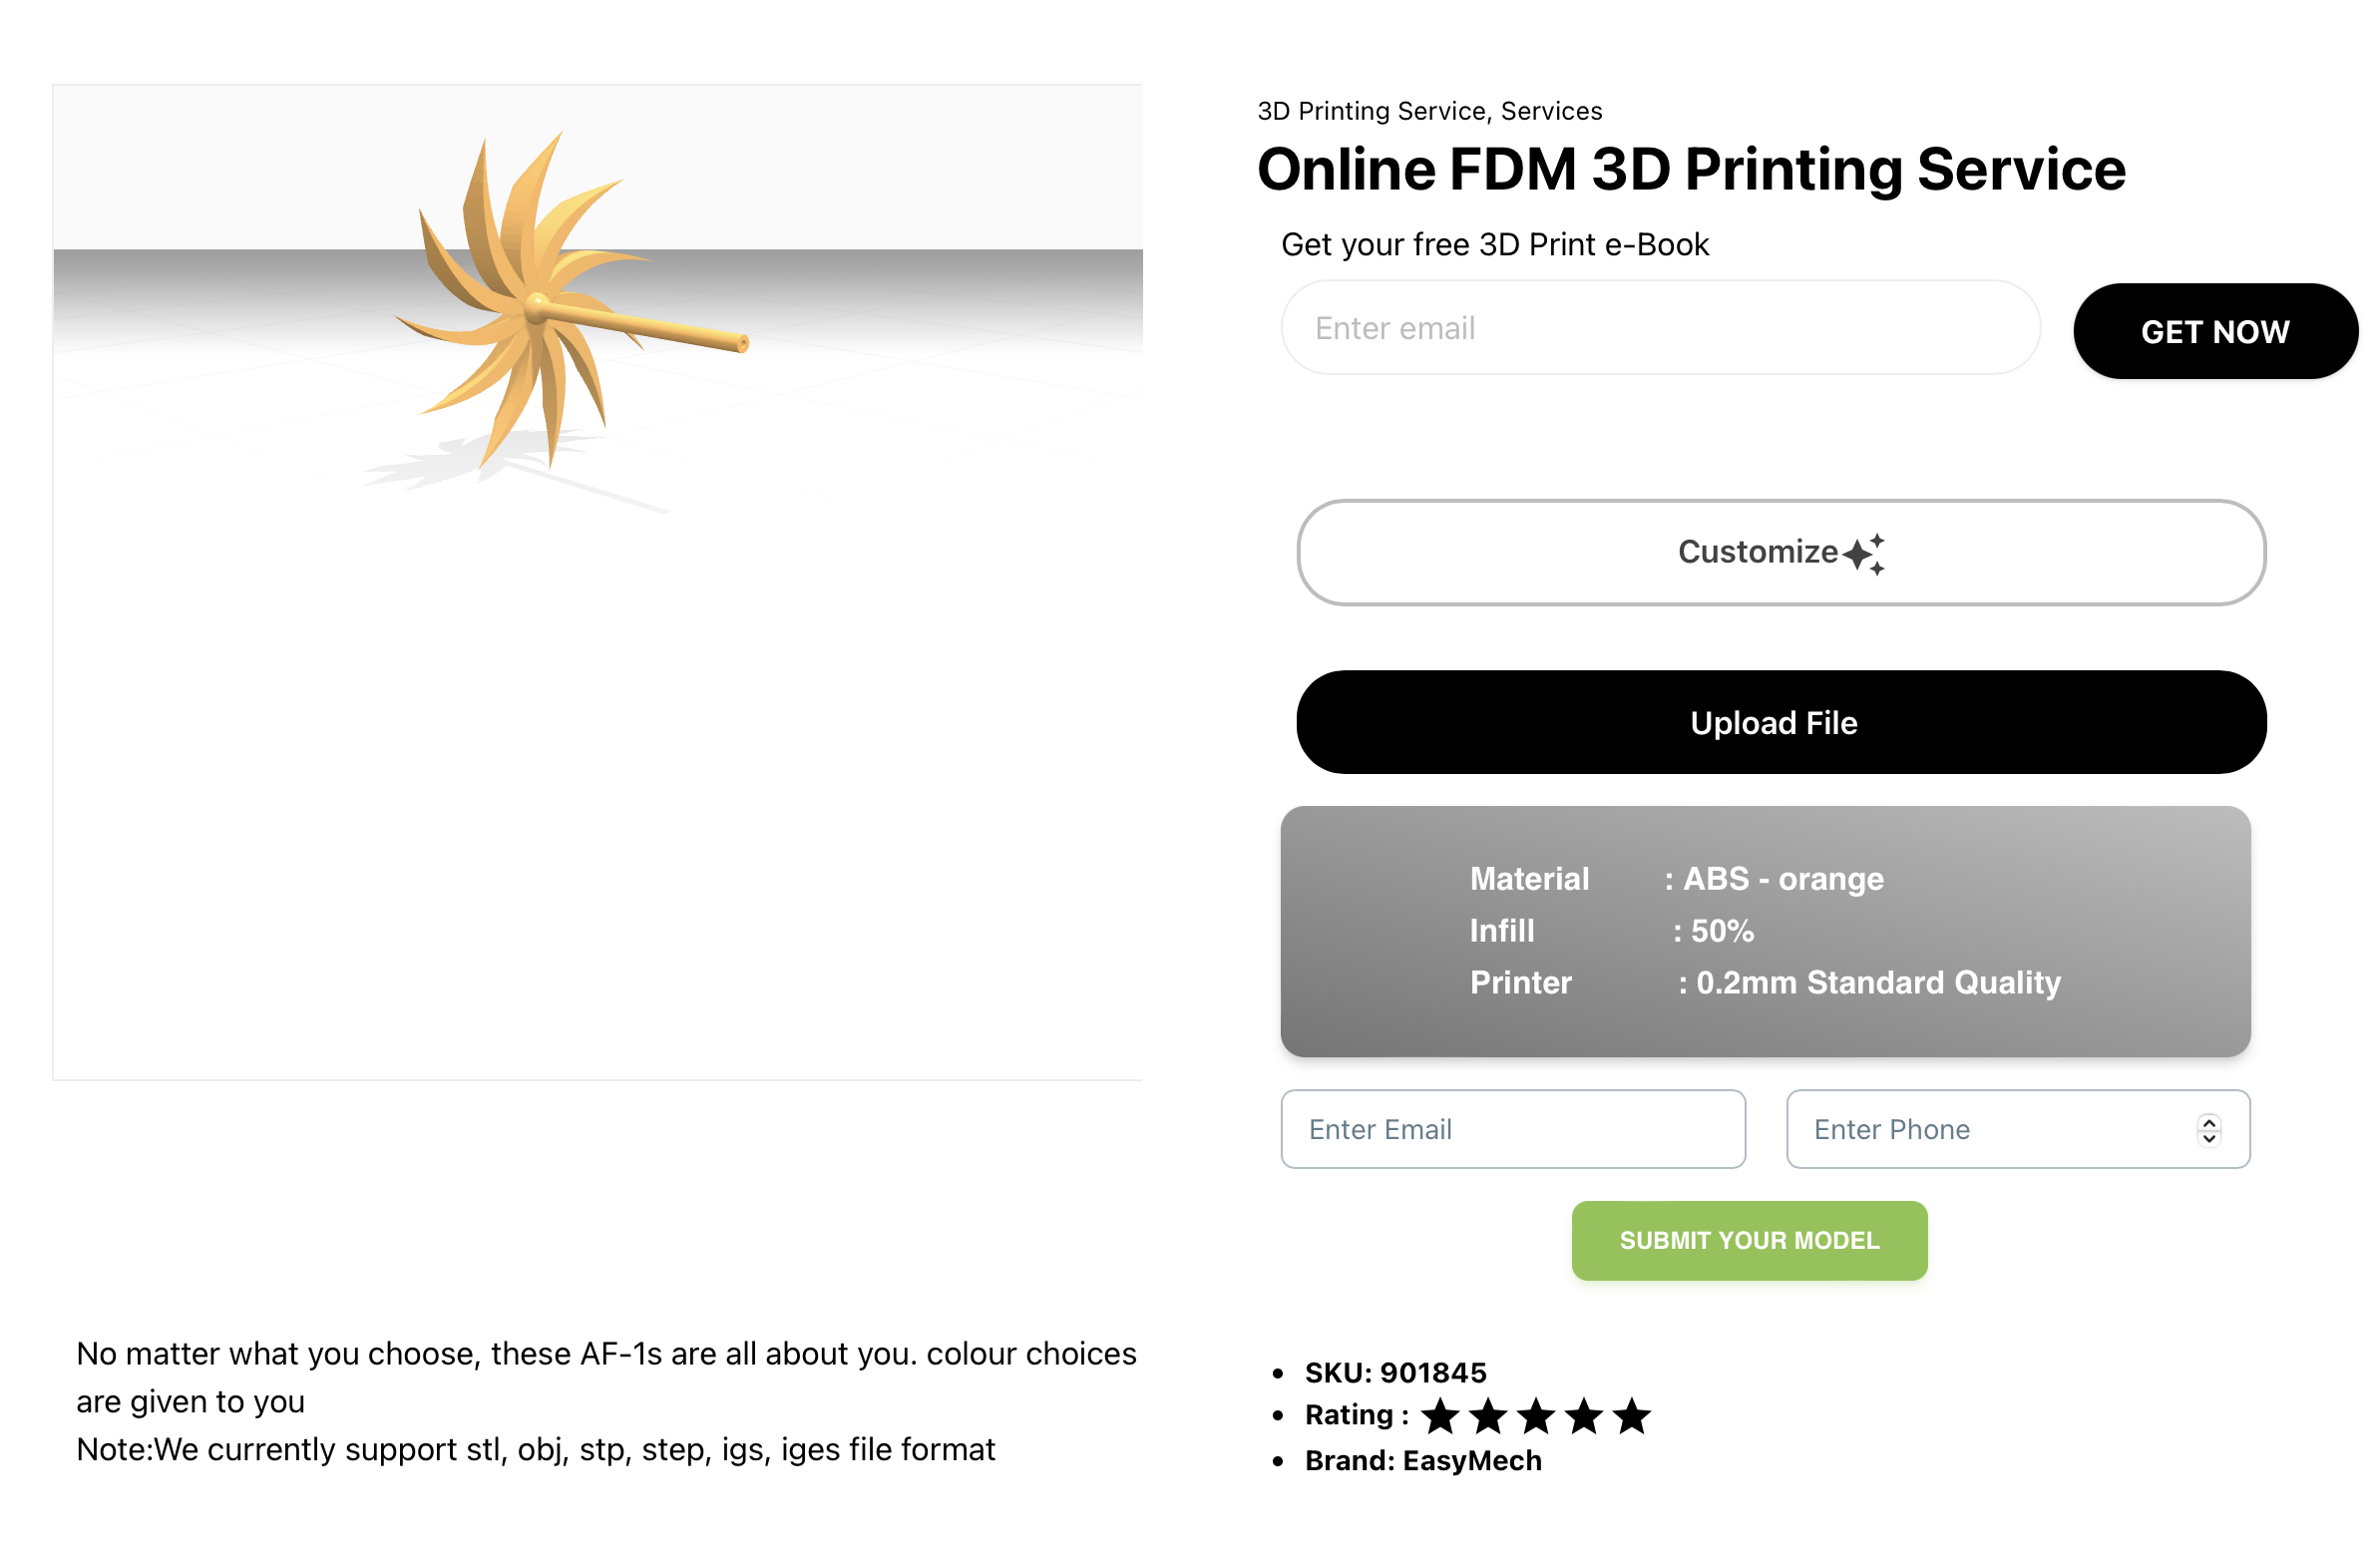 3D Printing Service, Services
Online FDM 3D Printing Service
Get your free 3D Print e-Book
Enter email
GET NOW
Customize
Upload File
Material : ABS - orange
Infill : 50%
Printer : 0.2mm Standard Quality
Enter Email
Enter Phone
SUBMIT YOUR MODEL
No matter what you choose, these AF-1s are all about you. colour choices
are given to you
Note:We currently support stl, obj, stp, step, igs, iges file format
SKU: 901845
Rating :
Brand: EasyMech